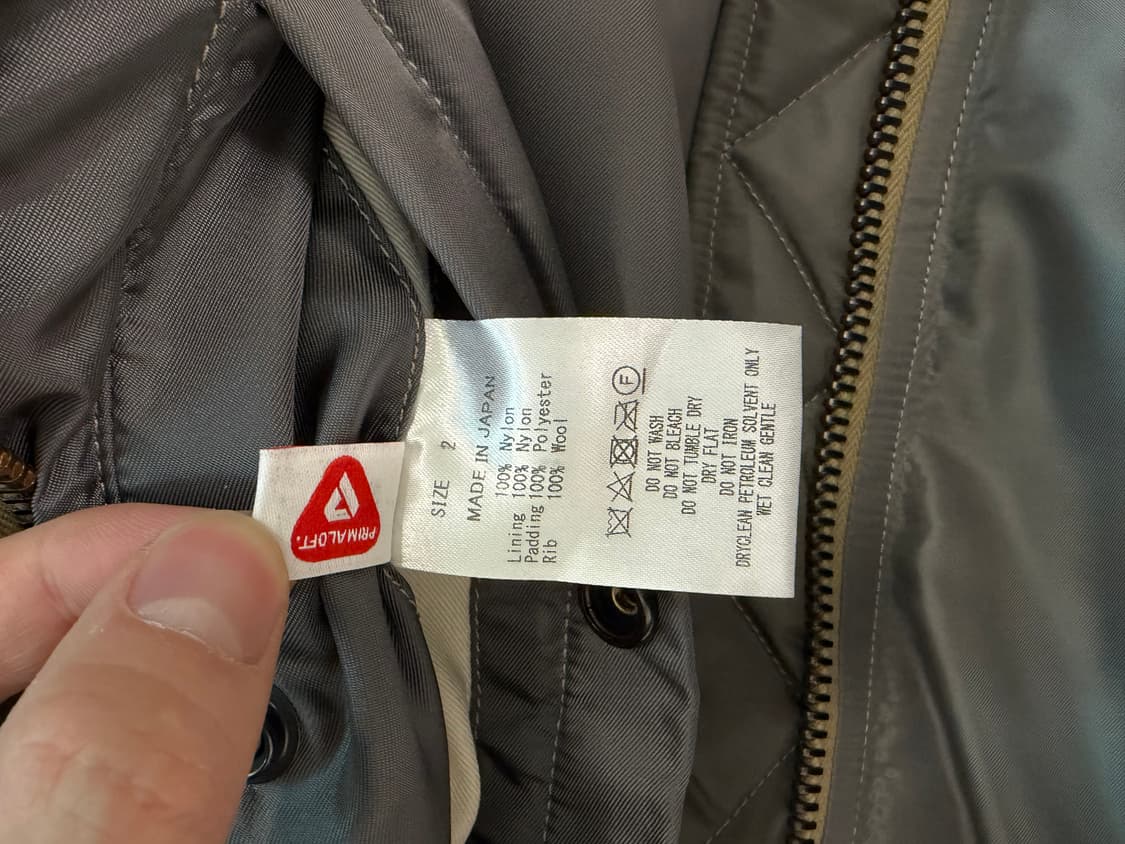 SIZE 2
MADE IN JAPAN
100% Nylon
Lining 100% Nylon
Padding 100% Polyester
Rib 100% Wool
F
DO NOT WASH
DO NOT BLEACH
DO NOT TUMBLE DRY
DRY FLAT
DO NOT IRON
DRYCLEAN PETROLEUM SOLVENT ONLY
WET CLEAN GENTLE
PRIMALOFT.